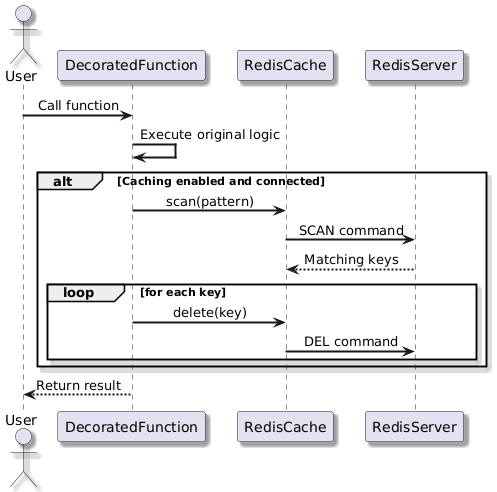 User
DecoratedFunction
RedisCache
RedisServer
Call function
Execute original logic
alt
[Caching enabled and connected]
scan(pattern)
SCAN command
Matching keys
loop
[for each key]
delete(key)
DEL command
Return result
User
DecoratedFunction
RedisCache
RedisServer